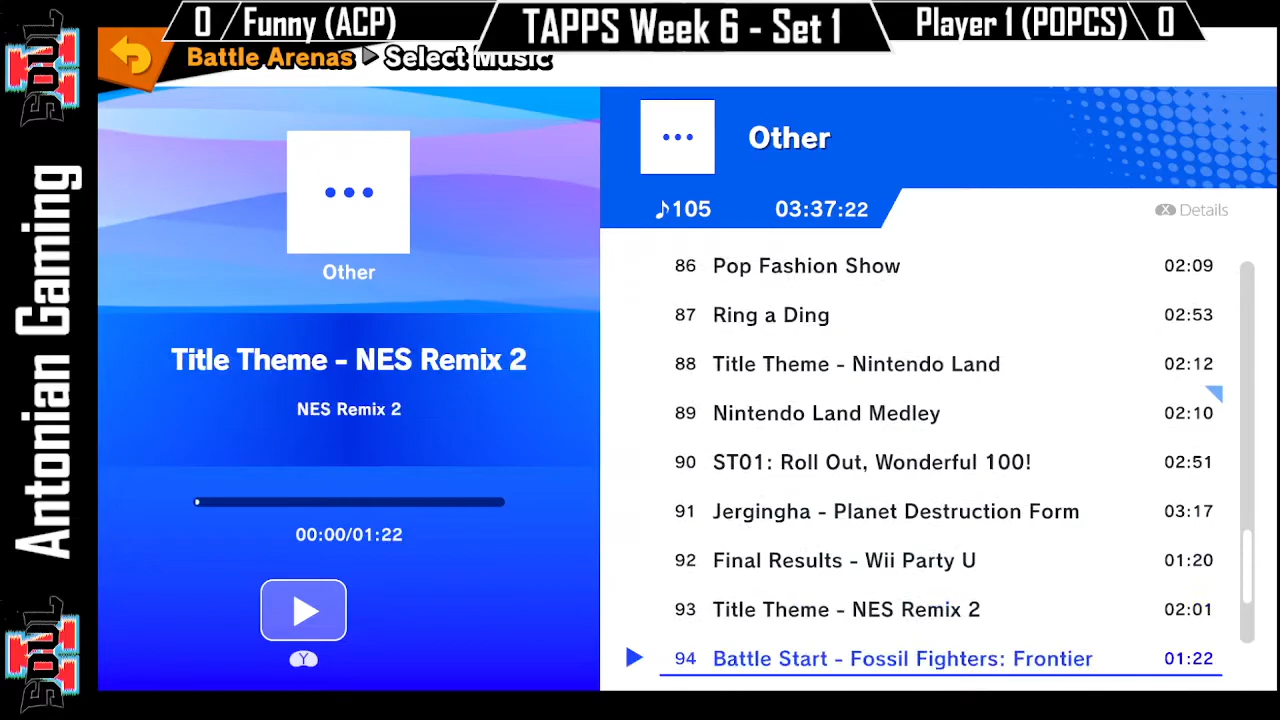 0 Funny (ACP) TAPPS Week 6 - Set 1 Player 1 (POPCS) 0
Battle Arenas Select Music
Antonian Gaming
Other
Title Theme - NES Remix 2
NES Remix 2
00:00/01:22
Y
Other
♪105 03:37:22
X Details
86 Pop Fashion Show 02:09
87 Ring a Ding 02:53
88 Title Theme - Nintendo Land 02:12
89 Nintendo Land Medley 02:10
90 ST01: Roll Out, Wonderful 100! 02:51
91 Jergingha - Planet Destruction Form 03:17
92 Final Results - Wii Party U 01:20
93 Title Theme - NES Remix 2 02:01
94 Battle Start - Fossil Fighters: Frontier 01:22